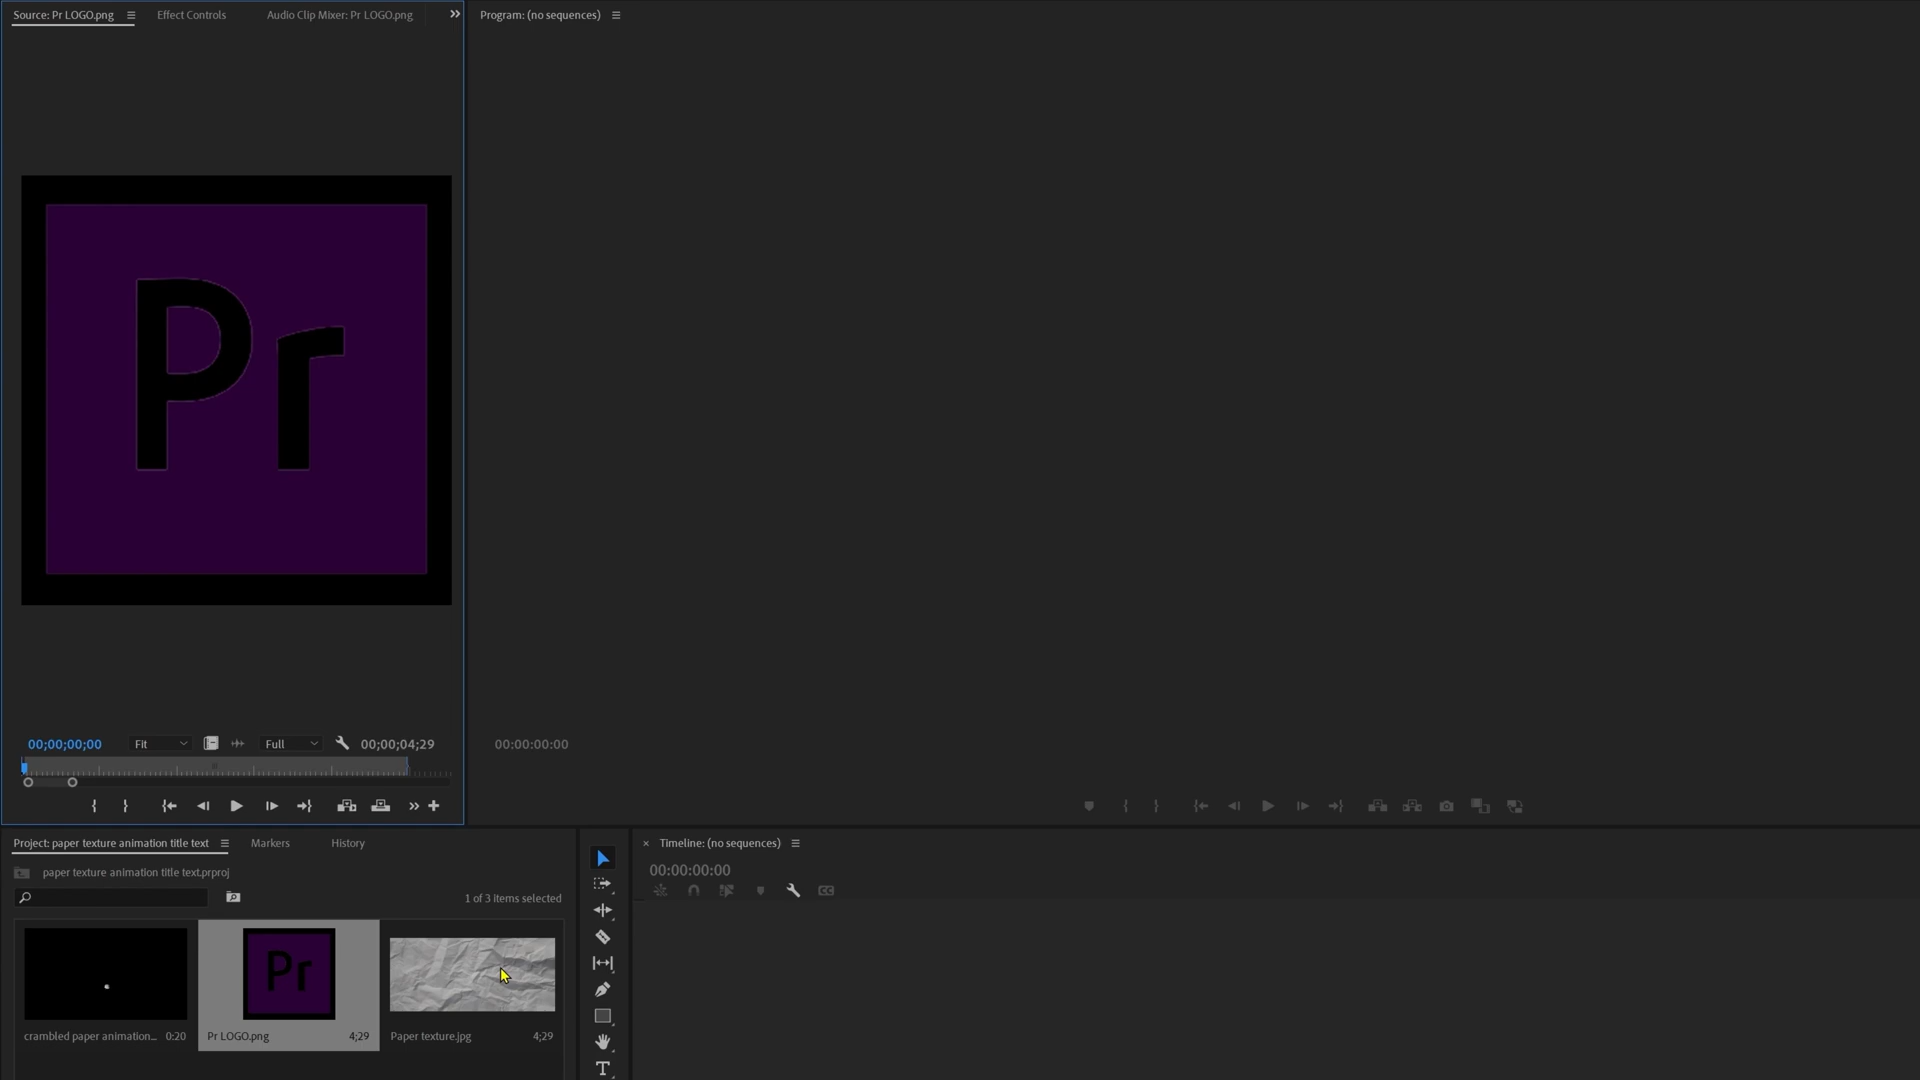 Source: Pr LOGO.png
Effect Controls
Audio Clip Mixer: Pr LOGO.png
Program: (no sequences)
Pr
00;00;00;00
Fit
Full
00;00;04;29
00:00:00:00
Project: paper texture animation title text
Markers
History
Timeline: (no sequences)
paper texture animation title text.prproj
00:00:00:00
1 of 3 items selected
Pr
crambled paper animation... 0:20
Pr LOGO.png 4;29
Paper texture.jpg 4;29